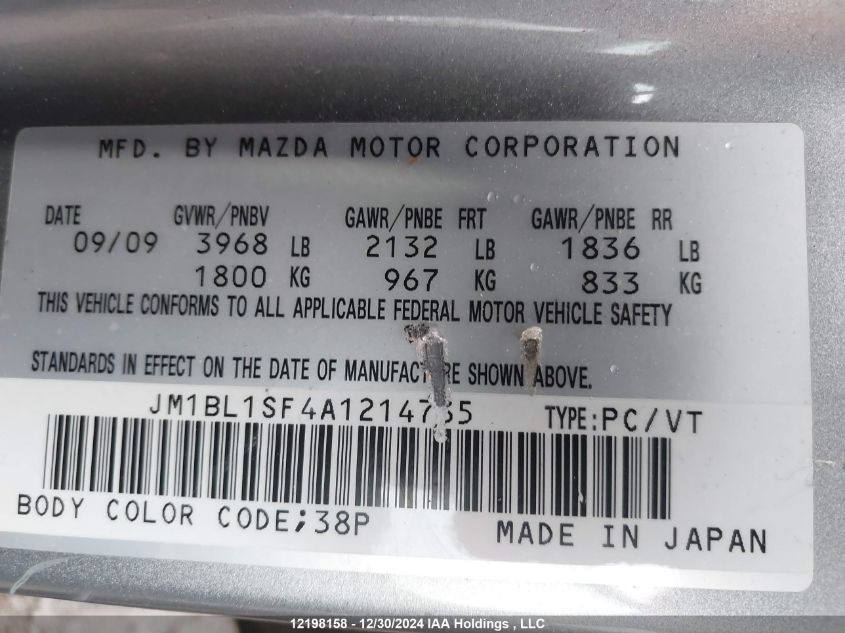 MFD. BY MAZDA MOTOR CORPORATION
DATE GVWR/PNBV GAWR/PNBE FRT GAWR/PNBE RR
09/09 3968 LB 2132 LB 1836 LB
1800 KG 967 KG 833 KG
THIS VEHICLE CONFORMS TO ALL APPLICABLE FEDERAL MOTOR VEHICLE SAFETY
STANDARDS IN EFFECT ON THE DATE OF MANUFACTURE SHOWN ABOVE.
JM1BL1SF4A1214735 TYPE:PC/VT
BODY COLOR CODE;38P
MADE IN JAPAN
12198158 - 12/30/2024 IAA Holdings , LLC